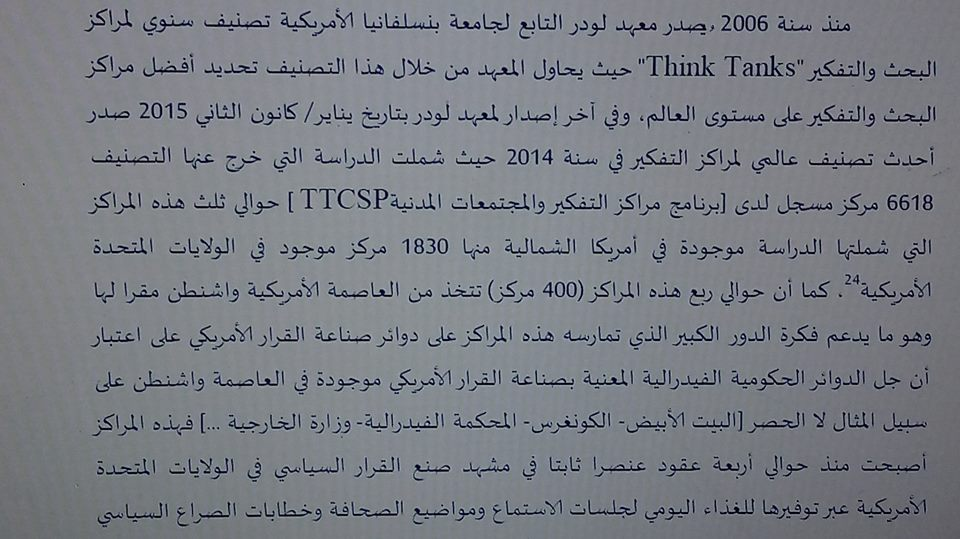 منذ سنة 2006 ,يصدر معهد لودر التابع لجامعة بنسلفانيا الأمريكية تصنيف سنوي لمراكز
البحث والتفكير "Think Tanks" حيث يحاول المعهد من خلال هذا التصنيف تحديد أفضل مراكز
البحث والتفكير على مستوى العالم، وفي آخر إصدار لمعهد لودر بتاريخ يناير/ كانون الثاني 2015 صدر
أحدث تصنيف عالمي لمراكز التفكير في سنة 2014 حيث شملت الدراسة التي خرج عنها التصنيف
6618 مركز مسجل لدى [برنامج مراكز التفكير والمجتمعات المدنيةTTCSP ] حوالي ثلث هذه المراكز
التي شملتها الدراسة موجودة في أمريكا الشمالية منها 1830 مركز موجود في الولايات المتحدة
الأمريكية24، كما أن حوالي ربع هذه المراكز (400 مركز) تتخذ من العاصمة الأمريكية واشنطن مقرا لها
وهو ما يدعم فكرة الدور الكبير الذي تمارسه هذه المراكز على دوائر صناعة القرار الأمريكي على اعتبار
أن جل الدوائر الحكومية الفيدرالية المعنية بصناعة القرار الأمريكي موجودة في العاصمة واشنطن على
سبيل المثال لا الحصر [البيت الأبيض- الكونغرس- المحكمة الفيدرالية- وزارة الخارجية ...] فهذه المراكز
أصبحت منذ حوالي أربعة عقود عنصرا ثابتا في مشهد صنع القرار السياسي في الولايات المتحدة
الأمريكية عبر توفيرها للغذاء اليومي لجلسات الاستماع ومواضيع الصحافة وخطابات الصراع السياسي